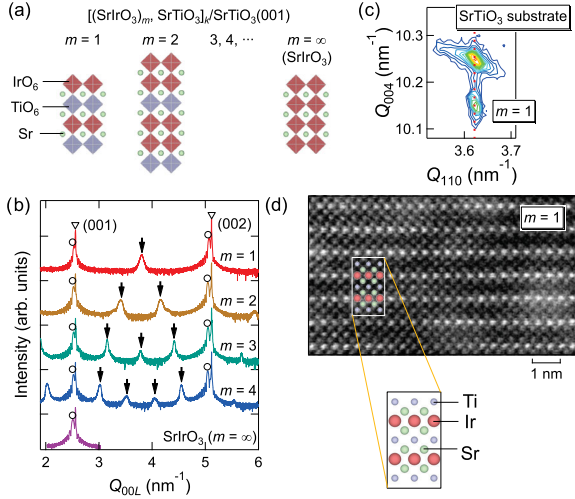 (a)
[(SrIrO₃)ₘ, SrTiO₃]ₖ/SrTiO₃(001)
m = 1
m = 2
3, 4, ···
m = ∞
(SrIrO₃)
IrO₆
TiO₆
Sr
(c)
SrTiO₃ substrate
m = 1
10.3
10.2
10.1
Q₀₀₄ (nm⁻¹)
3.6
3.7
Q₁₁₀ (nm⁻¹)
(b)
(001)
(002)
m = 1
m = 2
m = 3
m = 4
SrIrO₃ (m = ∞)
Intensity (arb. units)
2
3
4
5
6
Q₀₀L (nm⁻¹)
(d)
m = 1
1 nm
Ti
Ir
Sr